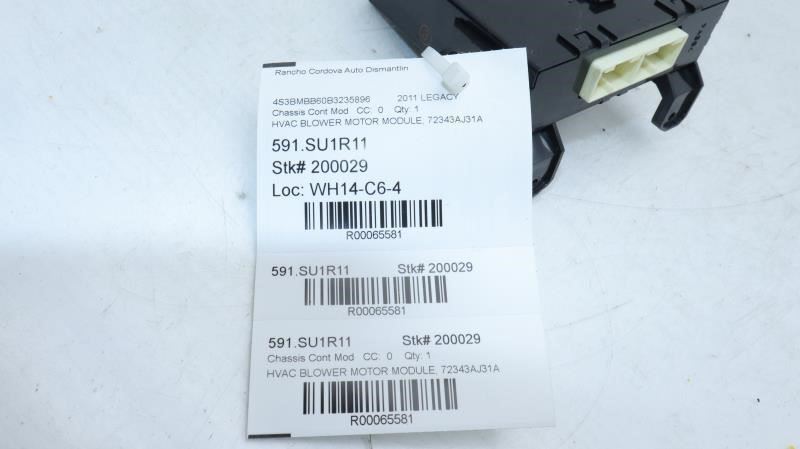 Rancho Cordova Auto Dismantlin
4S3BMBB60B3235896 2011 LEGACY
Chassis Cont Mod CC: 0 Qty: 1
HVAC BLOWER MOTOR MODULE, 72343AJ31A
591.SU1R11
Stk# 200029
Loc: WH14-C6-4
R00065581
591.SU1R11 Stk# 200029
R00065581
591.SU1R11 Stk# 200029
Chassis Cont Mod CC: 0 Qty: 1
HVAC BLOWER MOTOR MODULE, 72343AJ31A
R00065581